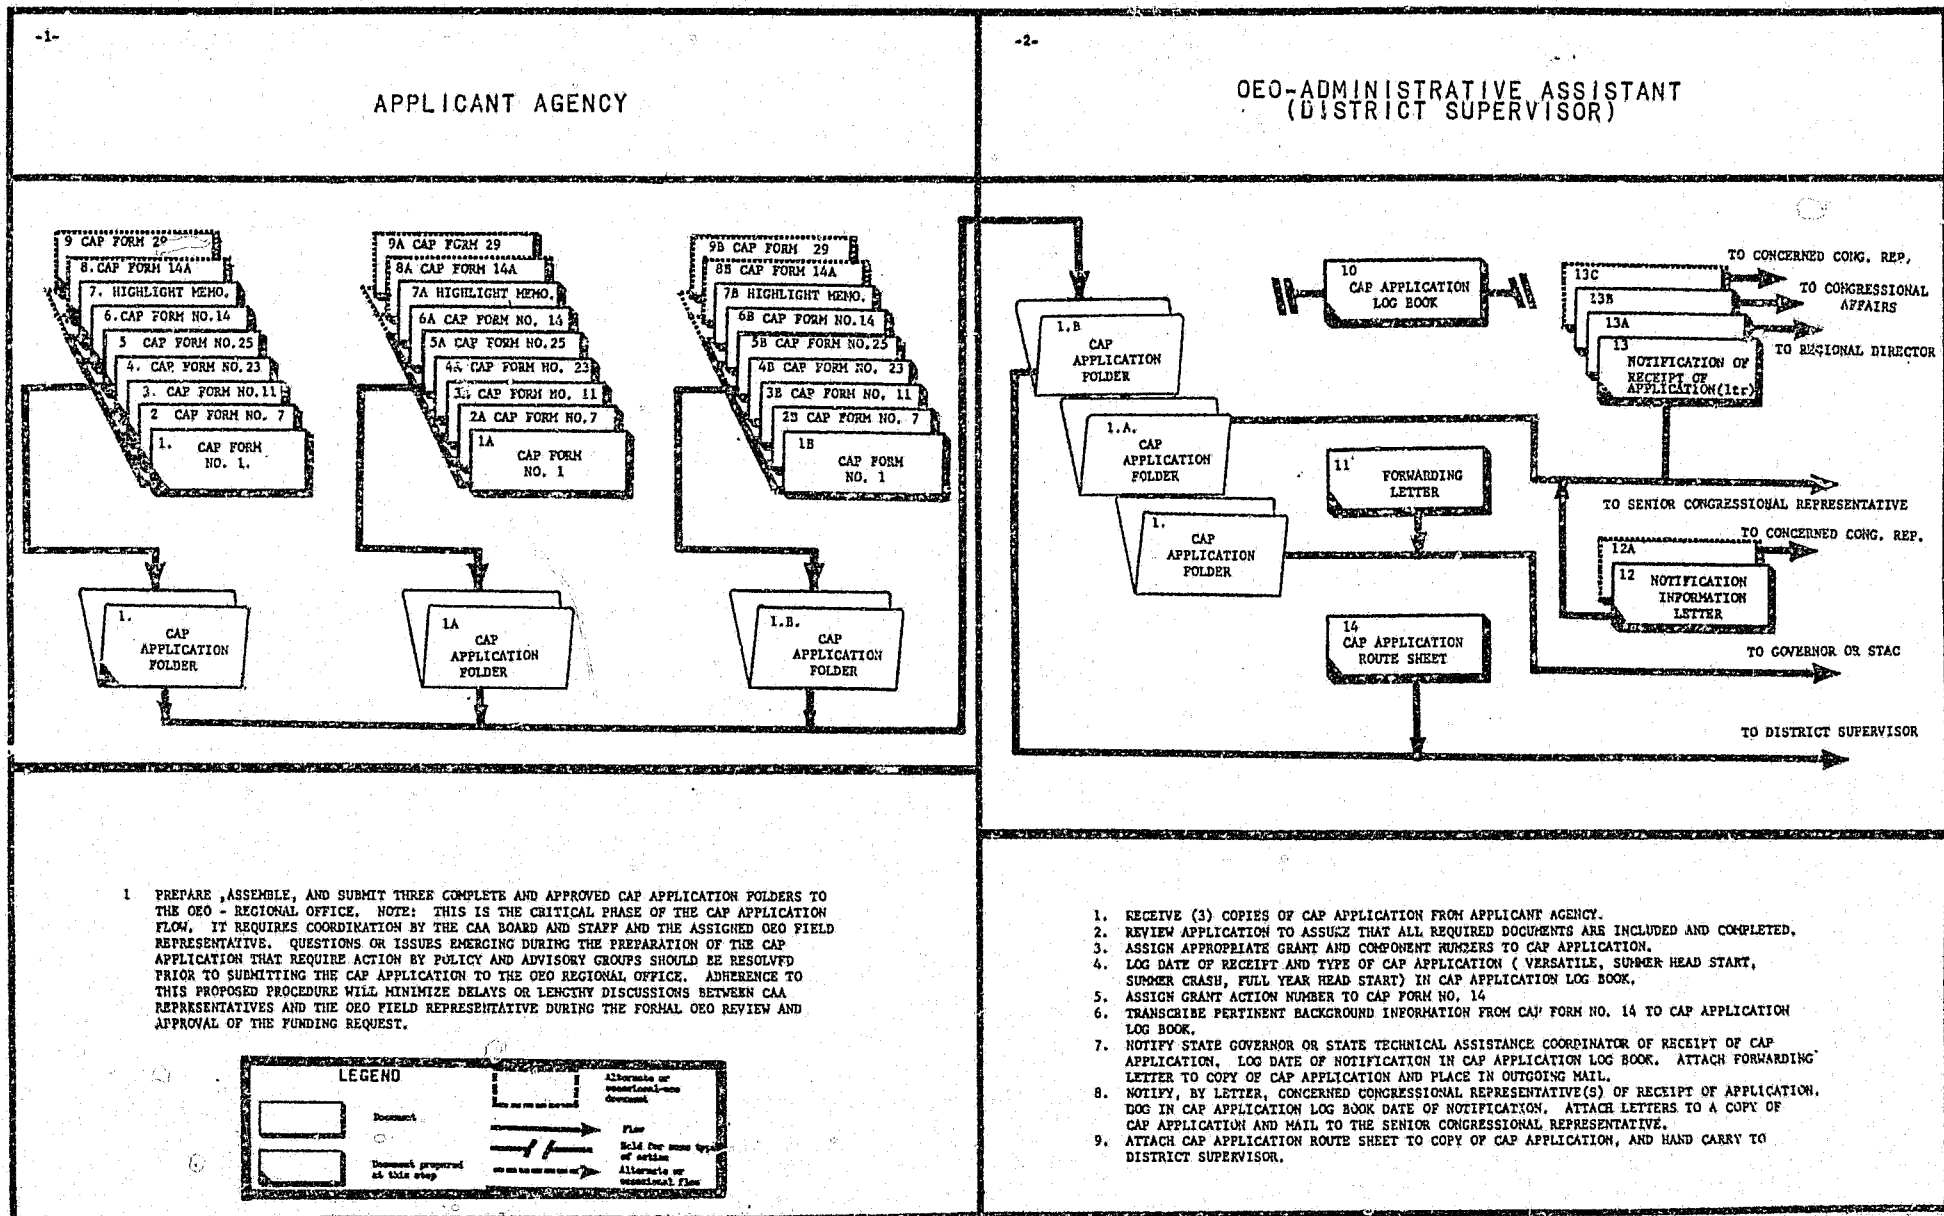 -1-
APPLICANT AGENCY
9 CAP FORM 29
8. CAP FORM 14A
7. HIGHLIGHT MEMO.
6. CAP FORM NO. 14
5 CAP FORM NO. 25
4. CAP FORM NO. 23
3. CAP FORM NO. 11
2 CAP FORM NO. 7
1. CAP FORM
NO. 1.
9A CAP FORM 29
8A CAP FORM 14A
7A HIGHLIGHT MEMO.
6A CAP FORM NO. 14
5A CAP FORM NO. 25
4A CAP FORM NO. 23
3A CAP FORM NO. 11
2A CAP FORM NO. 7
1A
CAP FORM
NO. 1
9B CAP FORM 29
8B CAP FORM 14A
7B HIGHLIGHT MEMO.
6B CAP FORM NO. 14
5B CAP FORM NO. 25
4B CAP FORM NO. 23
3B CAP FORM NO. 11
2B CAP FORM NO. 7
1B
CAP FORM
NO. 1
1.
CAP
APPLICATION
FOLDER
1A
CAP
APPLICATION
FOLDER
1.B.
CAP
APPLICATION
FOLDER
1 PREPARE ,ASSEMBLE, AND SUBMIT THREE COMPLETE AND APPROVED CAP APPLICATION FOLDERS TO
THE OEO - REGIONAL OFFICE. NOTE: THIS IS THE CRITICAL PHASE OF THE CAP APPLICATION
FLOW. IT REQUIRES COORDINATION BY THE CAA BOARD AND STAFF AND THE ASSIGNED OEO FIELD
REPRESENTATIVE. QUESTIONS OR ISSUES EMERGING DURING THE PREPARATION OF THE CAP
APPLICATION THAT REQUIRE ACTION BY POLICY AND ADVISORY GROUPS SHOULD BE RESOLVED
PRIOR TO SUBMITTING THE CAP APPLICATION TO THE OEO REGIONAL OFFICE. ADHERENCE TO
THIS PROPOSED PROCEDURE WILL MINIMIZE DELAYS OR LENGTHY DISCUSSIONS BETWEEN CAA
REPRESENTATIVES AND THE OEO FIELD REPRESENTATIVE DURING THE FORMAL OEO REVIEW AND
APPROVAL OF THE FUNDING REQUEST.
LEGEND
Document
Document prepared
at this step
Alternate or
occasional-use
document
Flow
Hold for some type
of action
Alternate or
occasional flow
-2-
OEO-ADMINISTRATIVE ASSISTANT
(DISTRICT SUPERVISOR)
1.B
CAP
APPLICATION
FOLDER
1.A.
CAP
APPLICATION
FOLDER
1.
CAP
APPLICATION
FOLDER
10
CAP APPLICATION
LOG BOOK
11
FORWARDING
LETTER
14
CAP APPLICATION
ROUTE SHEET
13C
13B
13A
13
NOTIFICATION OF
RECEIPT OF
APPLICATION(ltr)
TO CONCERNED CONG. REP.
TO CONGRESSIONAL
AFFAIRS
TO REGIONAL DIRECTOR
TO SENIOR CONGRESSIONAL REPRESENTATIVE
TO CONCERNED CONG. REP.
12A
12 NOTIFICATION
INFORMATION
LETTER
TO GOVERNOR OR STAC
TO DISTRICT SUPERVISOR
1. RECEIVE (3) COPIES OF CAP APPLICATION FROM APPLICANT AGENCY.
2. REVIEW APPLICATION TO ASSURE THAT ALL REQUIRED DOCUMENTS ARE INCLUDED AND COMPLETED.
3. ASSIGN APPROPRIATE GRANT AND COMPONENT NUMBERS TO CAP APPLICATION.
4. LOG DATE OF RECEIPT AND TYPE OF CAP APPLICATION ( VERSATILE, SUMMER HEAD START,
SUMMER CRASH, FULL YEAR HEAD START) IN CAP APPLICATION LOG BOOK.
5. ASSIGN GRANT ACTION NUMBER TO CAP FORM NO. 14
6. TRANSCRIBE PERTINENT BACKGROUND INFORMATION FROM CAP FORM NO. 14 TO CAP APPLICATION
LOG BOOK.
7. NOTIFY STATE GOVERNOR OR STATE TECHNICAL ASSISTANCE COORDINATOR OF RECEIPT OF CAP
APPLICATION. LOG DATE OF NOTIFICATION IN CAP APPLICATION LOG BOOK. ATTACH FORWARDING
LETTER TO COPY OF CAP APPLICATION AND PLACE IN OUTGOING MAIL.
8. NOTIFY, BY LETTER, CONCERNED CONGRESSIONAL REPRESENTATIVE(S) OF RECEIPT OF APPLICATION.
DOG IN CAP APPLICATION LOG BOOK DATE OF NOTIFICATION. ATTACH LETTERS TO A COPY OF
CAP APPLICATION AND MAIL TO THE SENIOR CONGRESSIONAL REPRESENTATIVE.
9. ATTACH CAP APPLICATION ROUTE SHEET TO COPY OF CAP APPLICATION, AND HAND CARRY TO
DISTRICT SUPERVISOR.